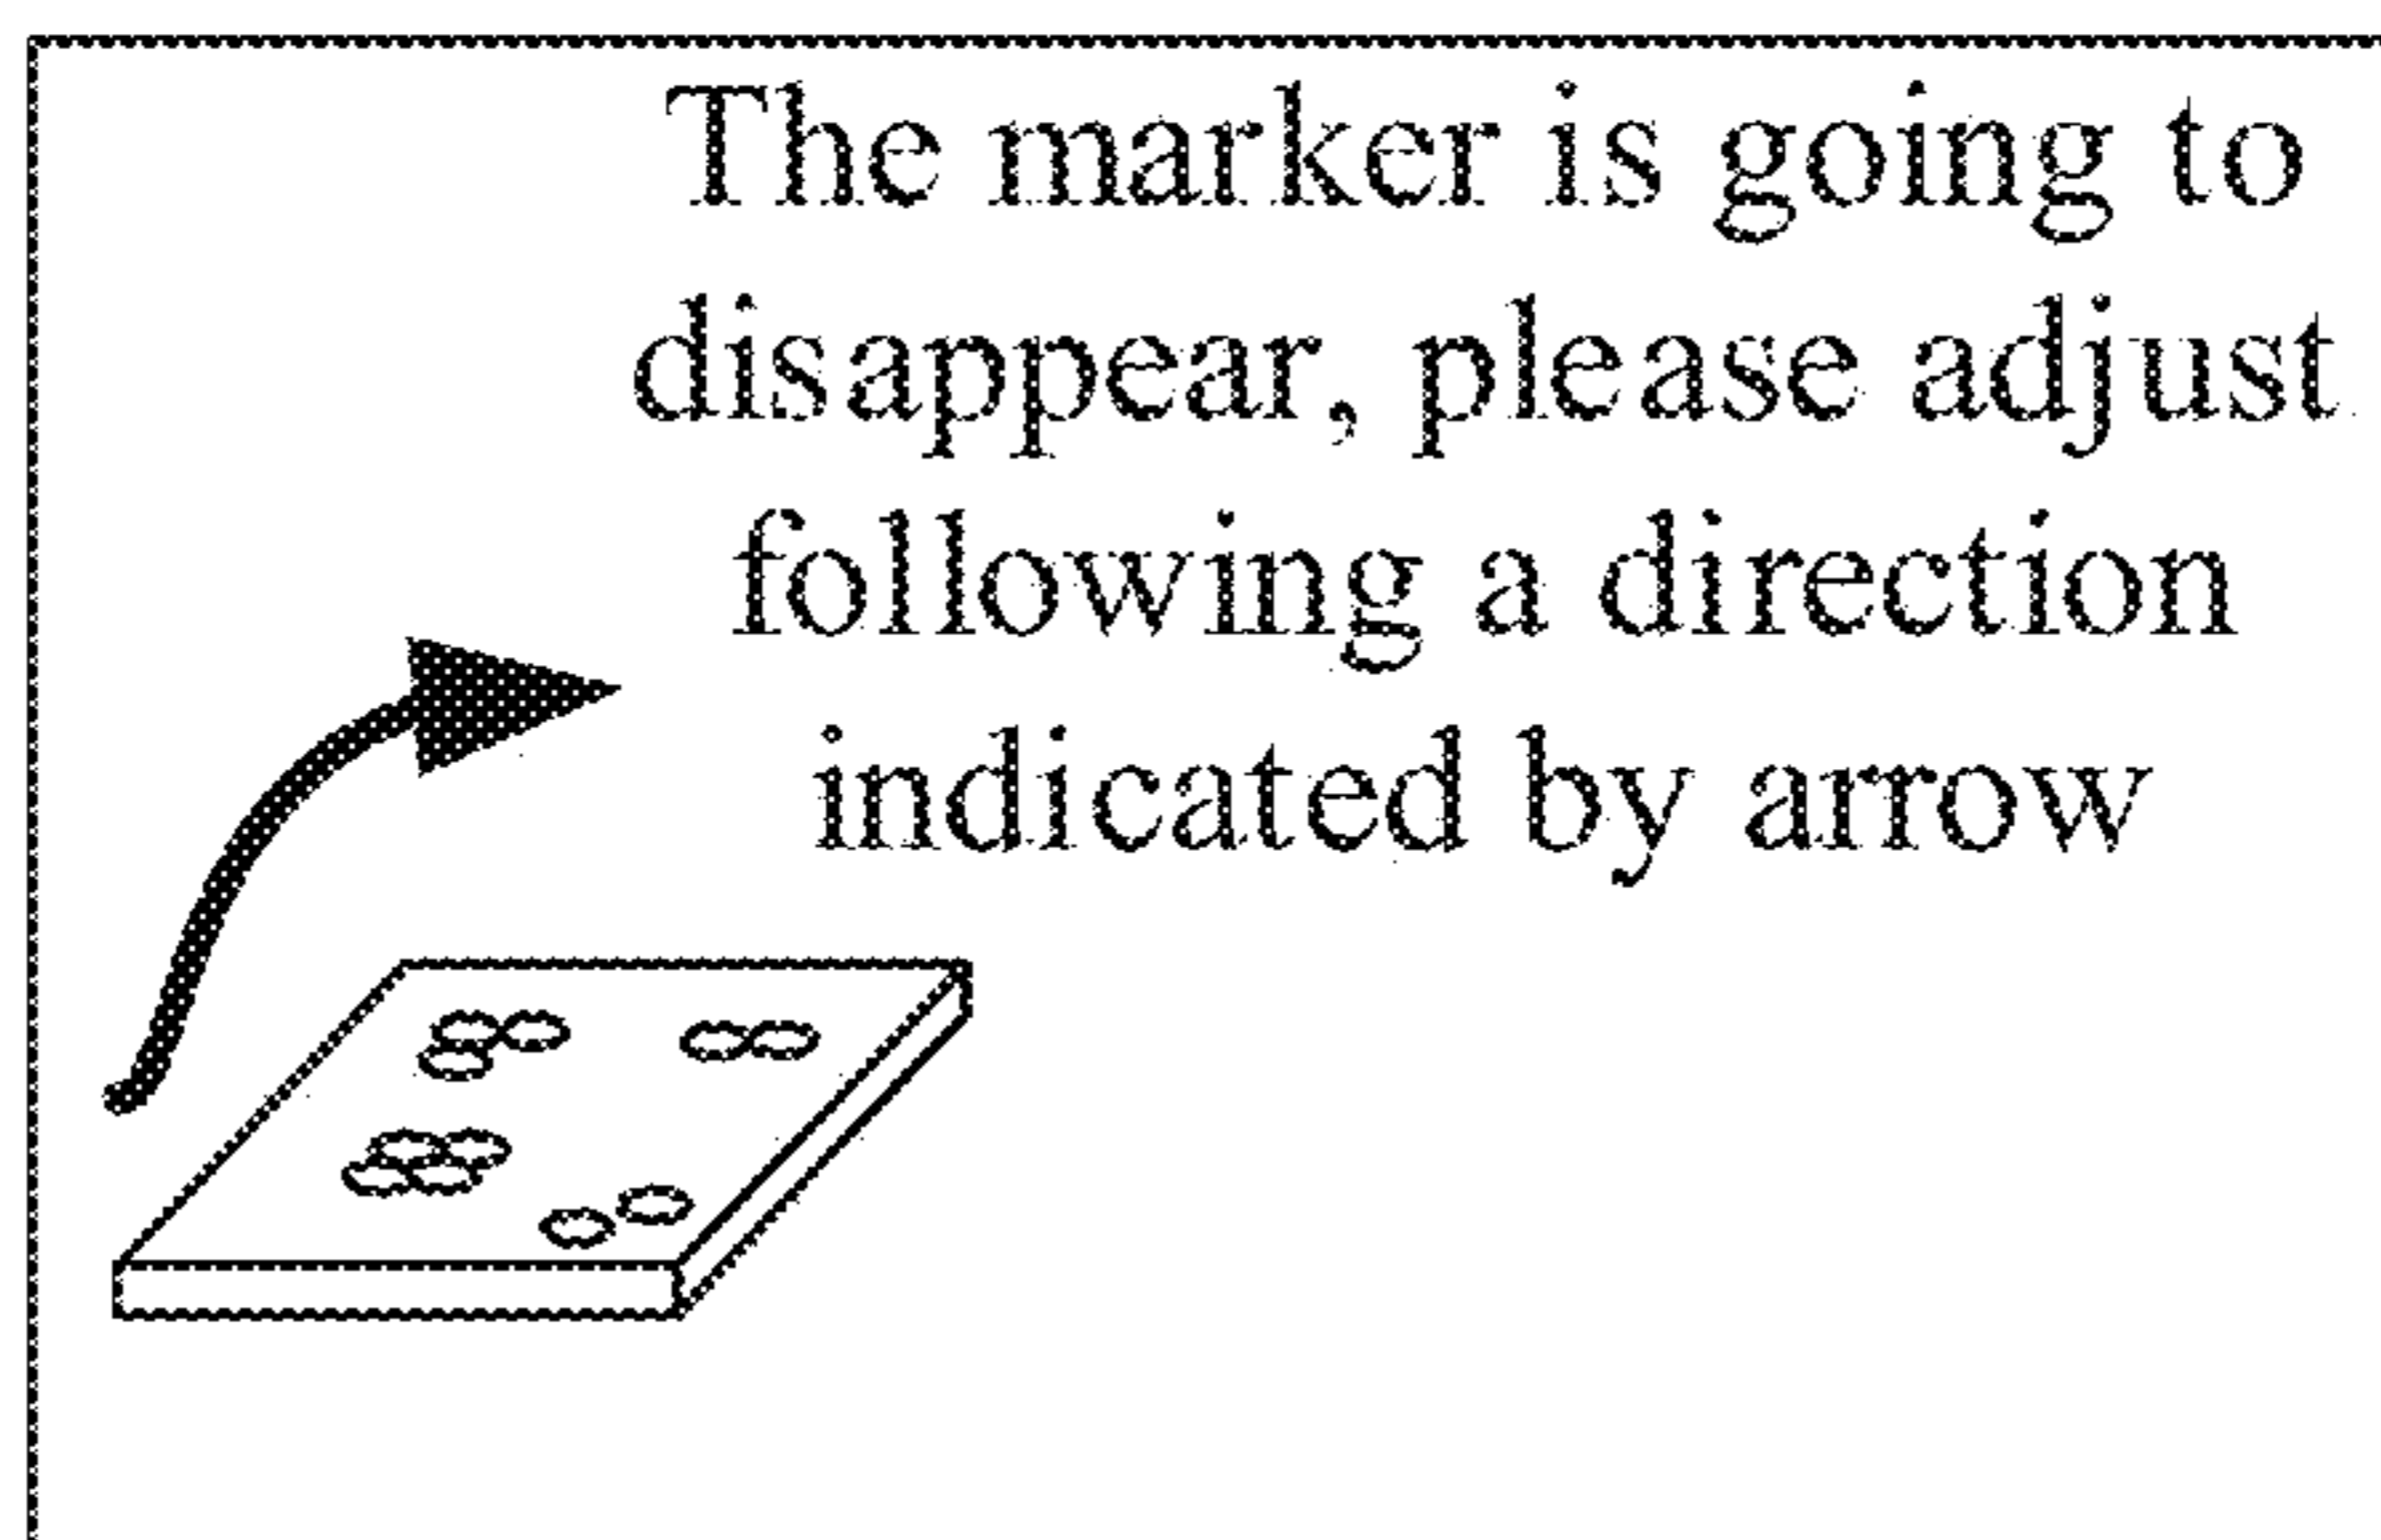 The marker is going to
disappear, please adjust
following a direction
indicated by arrow